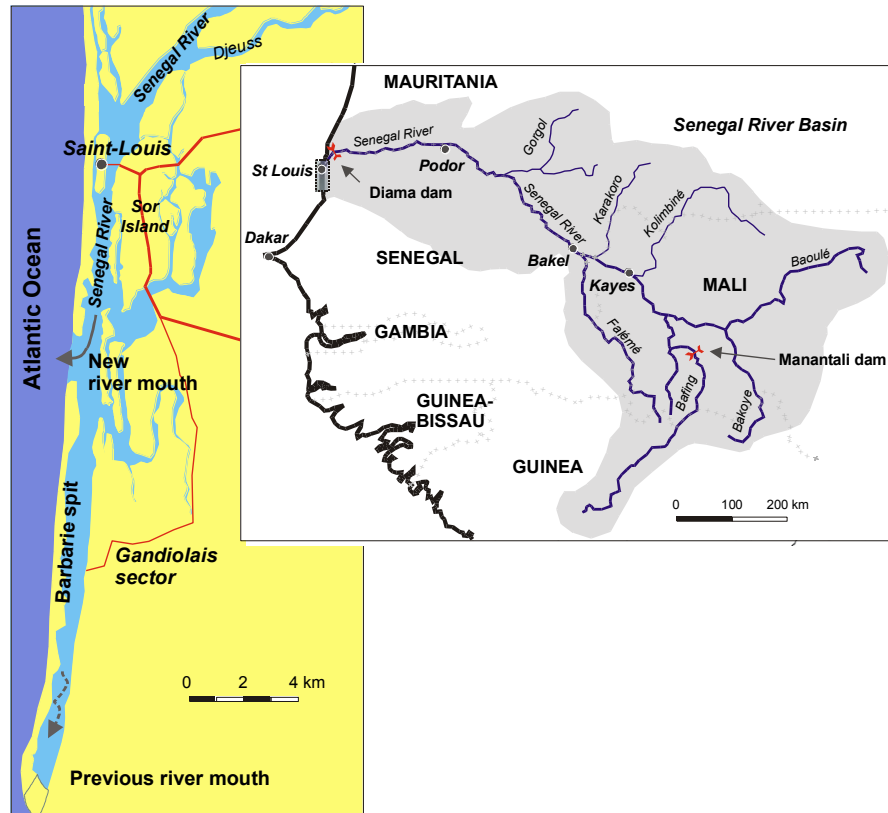 Senegal River
Djeuss
Saint-Louis
Sor
Island
Senegal River
Atlantic Ocean
New
river mouth
Barbarie spit
Gandiolais
sector
0 2 4 km
Previous river mouth
MAURITANIA
Senegal River Basin
Senegal River
Gorgol
St Louis
Podor
Diama dam
Karakoro
Kolimbiné
Senegal River
Dakar
SENEGAL
Bakel
Kayes
MALI
Baoulé
GAMBIA
Falémé
Manantali dam
Bafing
Bakoye
GUINEA-
BISSAU
GUINEA
0 100 200 km